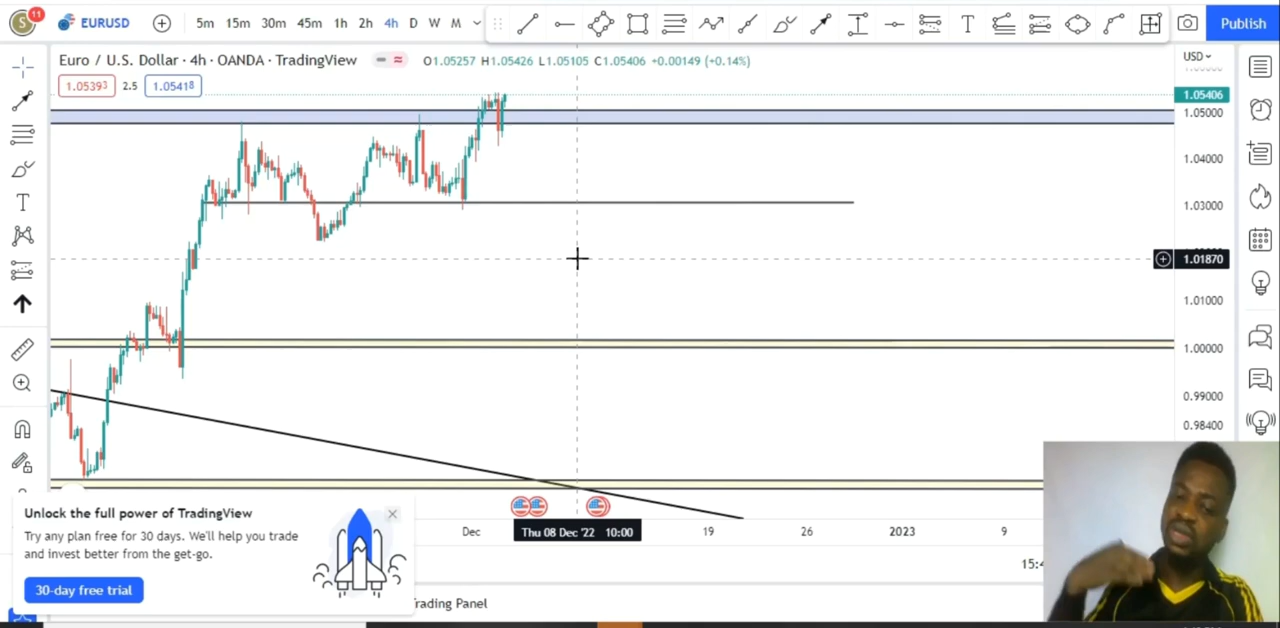 S 11 EURUSD 5m 15m 30m 45m 1h 2h 4h D W M T Publish
Euro / U.S. Dollar · 4h · OANDA · TradingView O1.05257 H1.05426 L1.05105 C1.05406 +0.00149 (+0.14%) USD
1.05393 2.5 1.05418
1.05406
1.05000
1.04000
1.03000
1.01870
1.01000
1.00000
0.99000
0.98400
Unlock the full power of TradingView
Try any plan free for 30 days. We'll help you trade
and invest better from the get-go.
30-day free trial
Dec Thu 08 Dec '22 10:00 19 26 2023 9
15:4
rading Panel